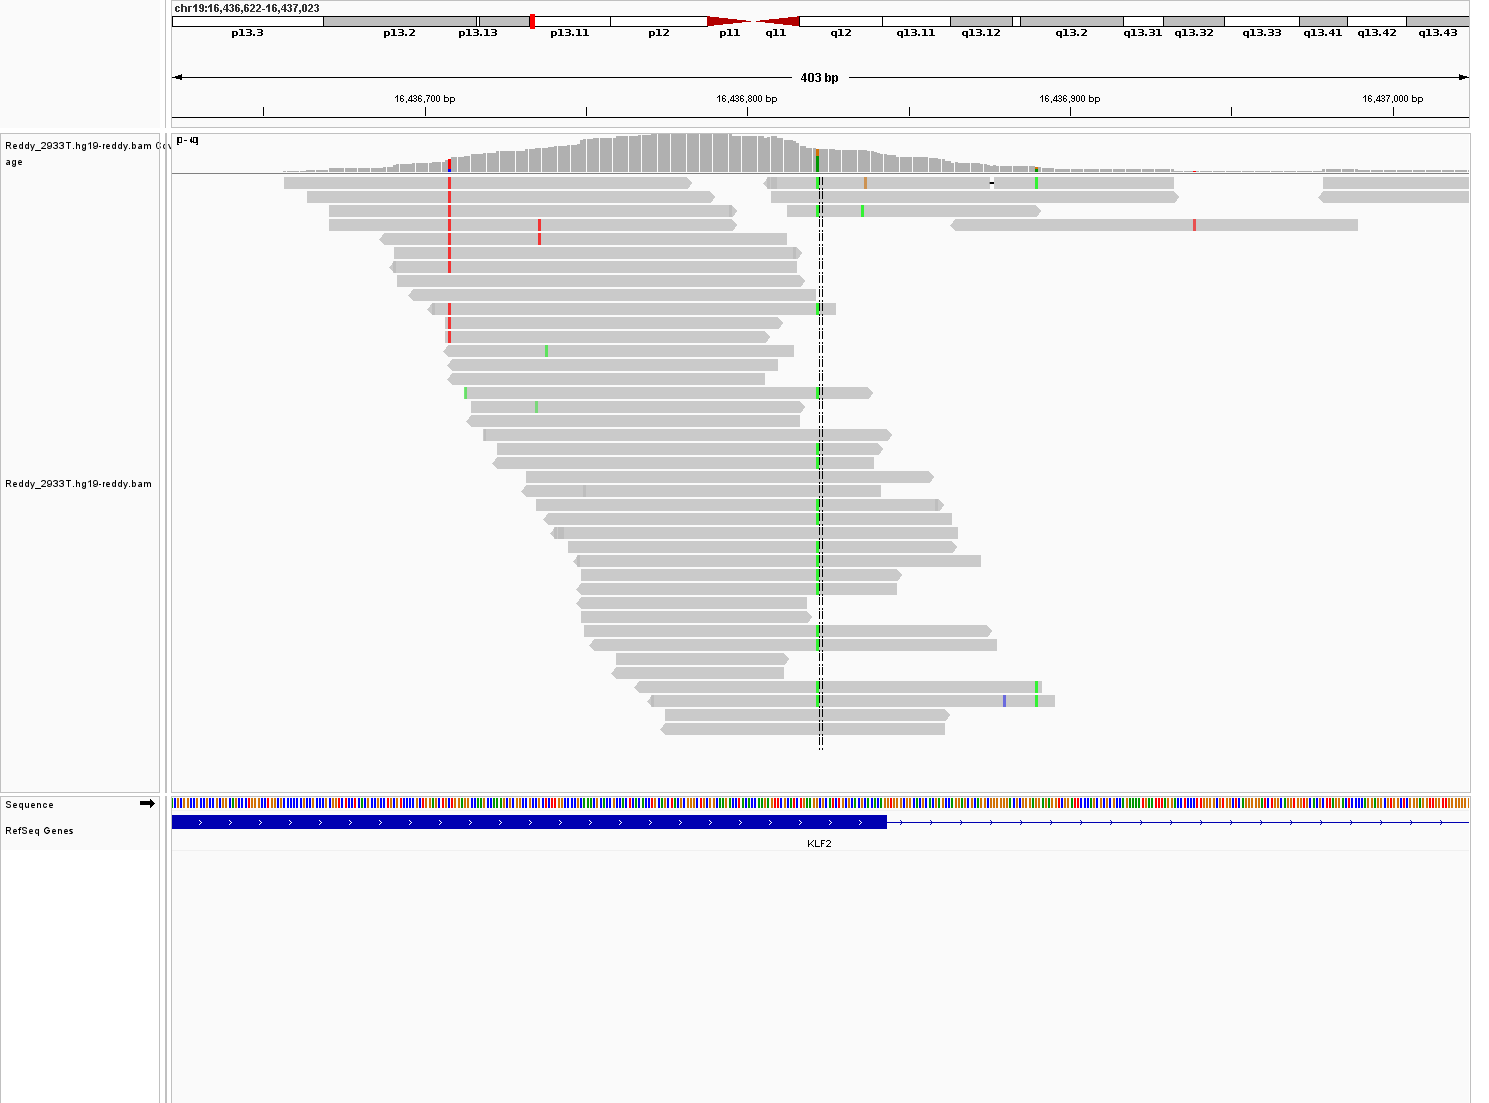 chr19:16,436,622-16,437,023
p13.3 p13.2 p13.13 p13.11 p12 p11 q11 q12 q13.11 q13.12 q13.2 q13.31 q13.32 q13.33 q13.41 q13.42 q13.43
403 bp
16,436,700 bp 16,436,800 bp 16,436,900 bp 16,437,000 bp
Reddy_2933T.hg19-reddy.bam Cov
age
Reddy_2933T.hg19-reddy.bam
Sequence
RefSeq Genes
KLF2